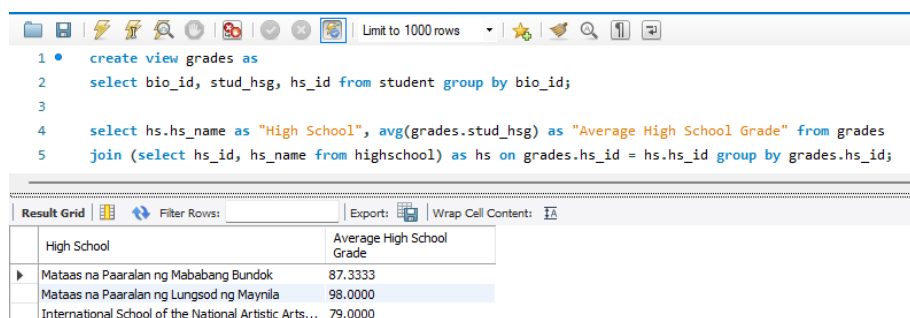 Limit to 1000 rows
1 create view grades as
2 select bio_id, stud_hsg, hs_id from student group by bio_id;
3
4 select hs.hs_name as "High School", avg(grades.stud_hsg) as "Average High School Grade" from grades
5 join (select hs_id, hs_name from highschool) as hs on grades.hs_id = hs.hs_id group by grades.hs_id;
Result Grid Filter Rows: Export: Wrap Cell Content: IA
High School Average High School Grade
Mataas na Paaralan ng Mababang Bundok 87.3333
Mataas na Paaralan ng Lungsod ng Maynila 98.0000
International School of the National Artistic Arts... 79.0000